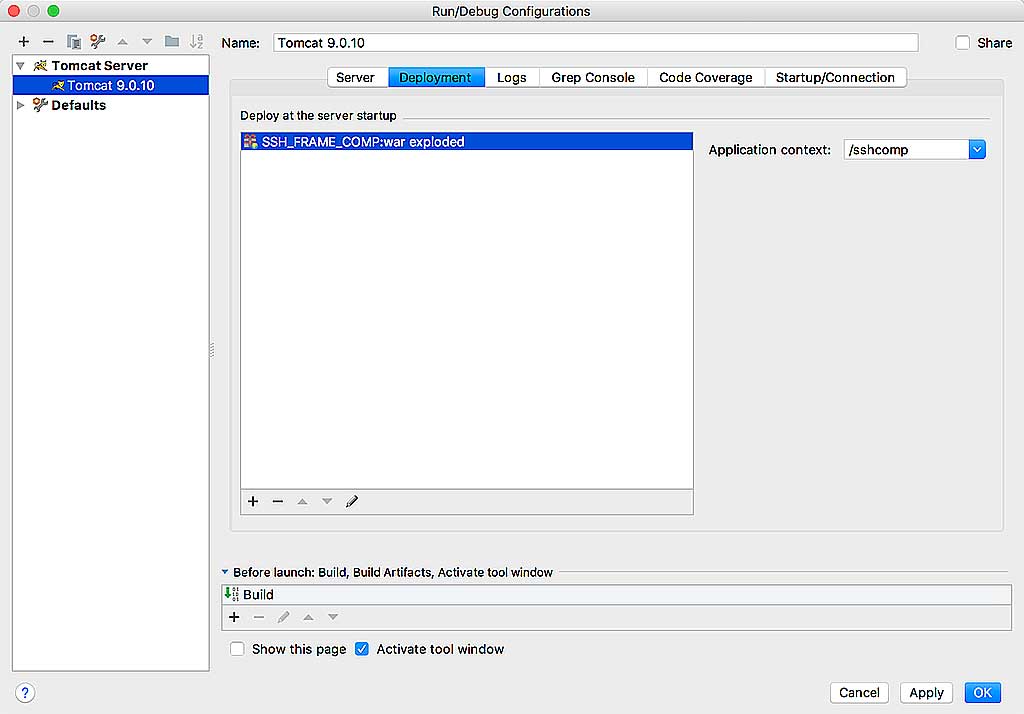 Run/Debug Configurations
Name: Tomcat 9.0.10 Share
Tomcat Server
Tomcat 9.0.10
Defaults
Server Deployment Logs Grep Console Code Coverage Startup/Connection
Deploy at the server startup
SSH_FRAME_COMP:war exploded
Application context: /sshcomp
Before launch: Build, Build Artifacts, Activate tool window
Build
Show this page Activate tool window
? Cancel Apply OK